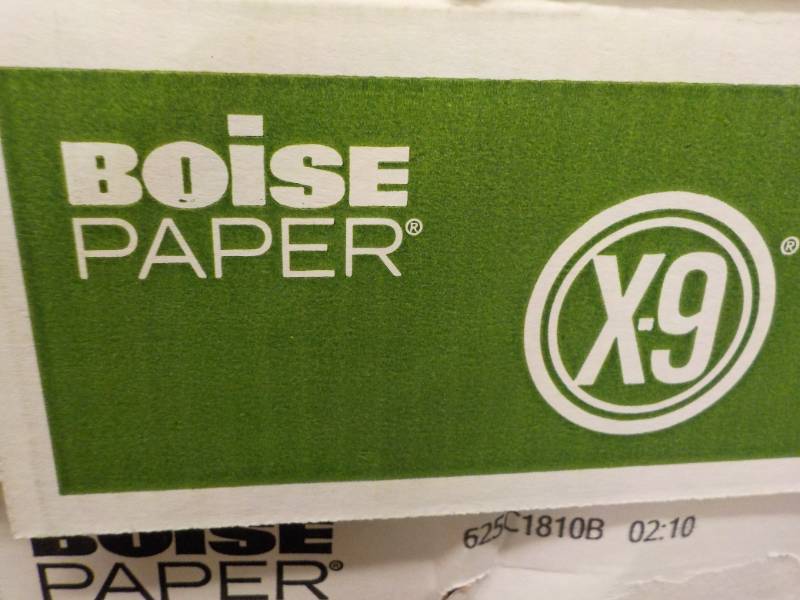 BOiSE
PAPER®
X-9®
BOiSE
PAPER®
625C1810B 02:10